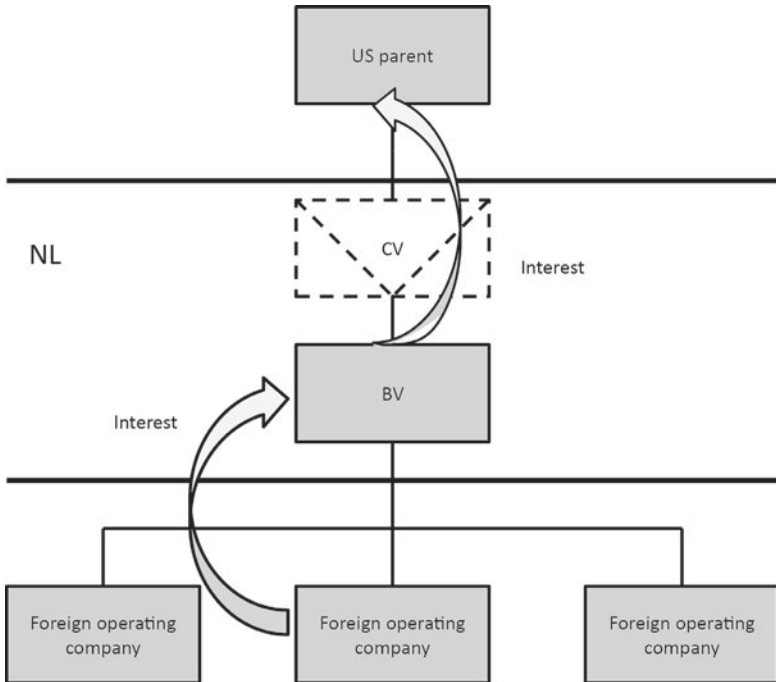 US parent
NL
CV
Interest
BV
Interest
Foreign operating
company
Foreign operating
company
Foreign operating
company